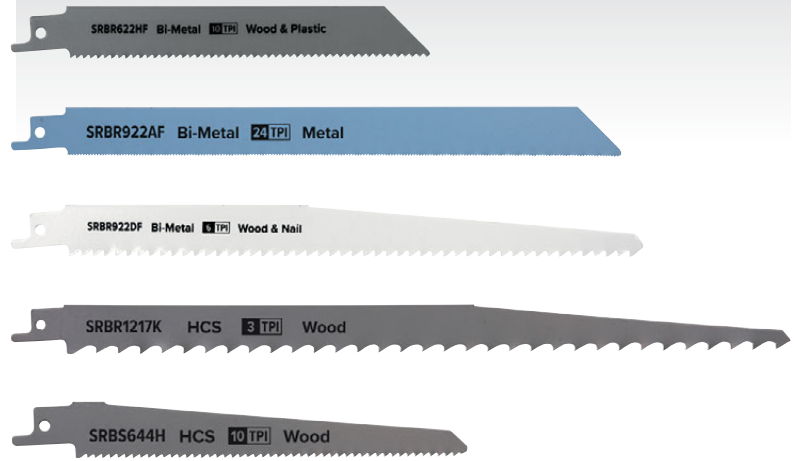 SRBR622HF Bi-Metal 10 TPI Wood & Plastic
SRBR922AF Bi-Metal 24 TPI Metal
SRBR922DF Bi-Metal 6 TPI Wood & Nail
SRBR1217K HCS 3 TPI Wood
SRBS644H HCS 10 TPI Wood